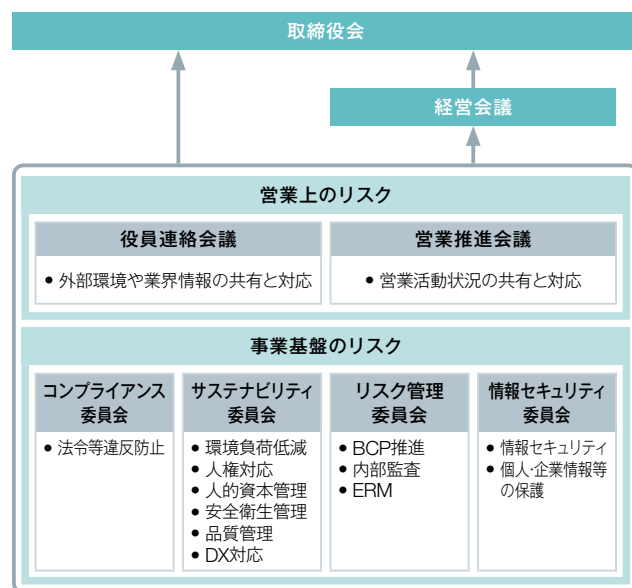 取締役会
経営会議
営業上のリスク
役員連絡会議
● 外部環境や業界情報の共有と対応
営業推進会議
● 営業活動状況の共有と対応
事業基盤のリスク
コンプライアンス
委員会
● 法令等違反防止
サステナビリティ
委員会
● 環境負荷低減
● 人権対応
● 人的資本管理
● 安全衛生管理
● 品質管理
● DX対応
リスク管理
委員会
● BCP推進
● 内部監査
● ERM
情報セキュリティ
委員会
● 情報セキュリティ
● 個人・企業情報等
の保護